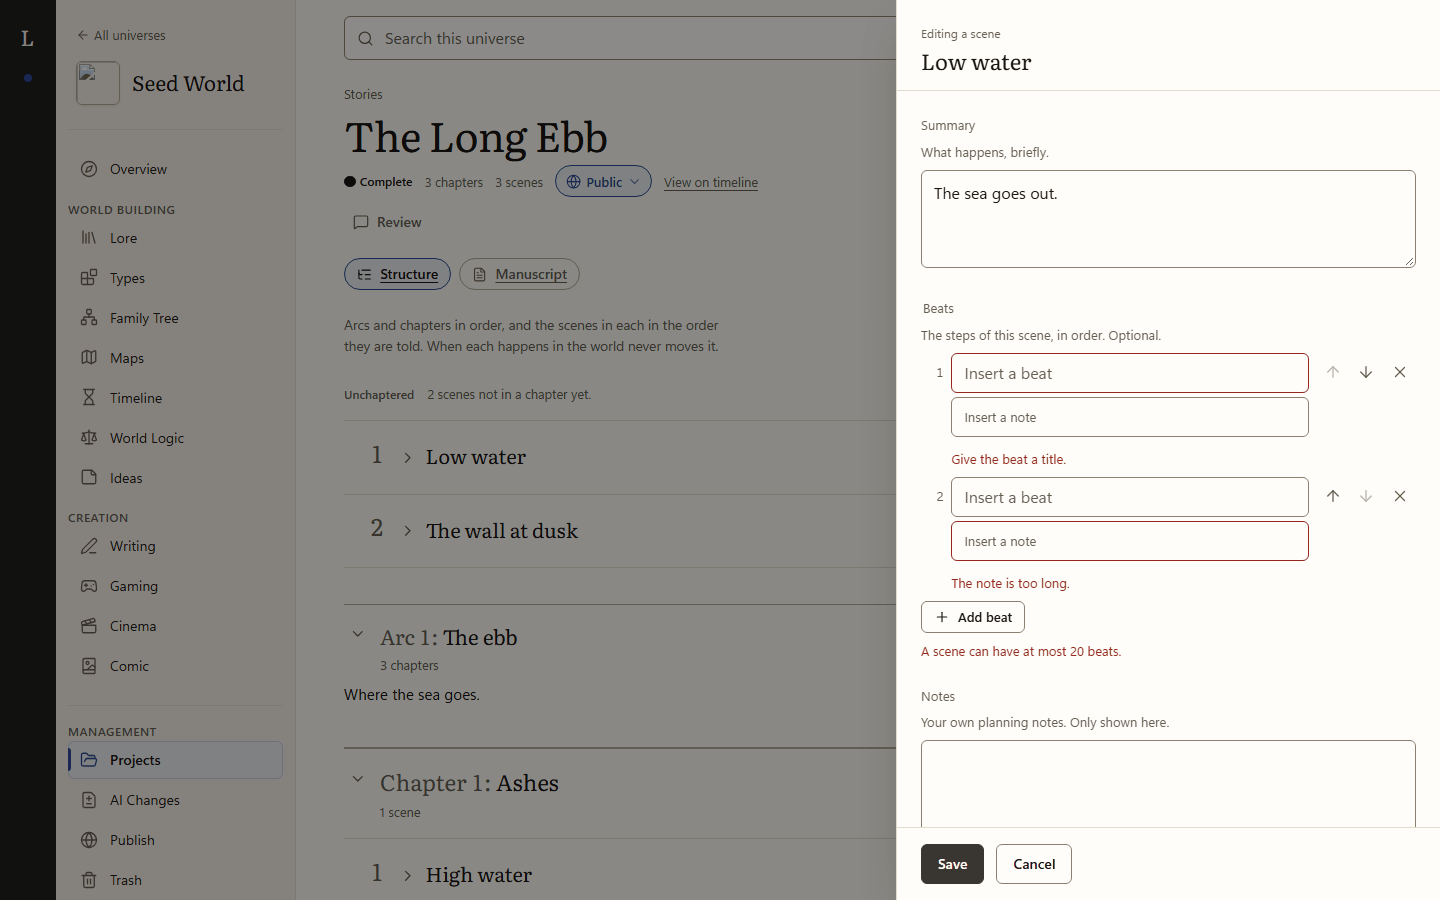 L
All universes
Seed World
Overview
WORLD BUILDING
Lore
Types
Family Tree
Maps
Timeline
World Logic
Ideas
CREATION
Writing
Gaming
Cinema
Comic
MANAGEMENT
Projects
AI Changes
Publish
Trash
Search this universe
Stories
The Long Ebb
Complete 3 chapters 3 scenes Public View on timeline
Review
Structure Manuscript
Arcs and chapters in order, and the scenes in each in the order
they are told. When each happens in the world never moves it.
Unchaptered 2 scenes not in a chapter yet.
1 Low water
2 The wall at dusk
Arc 1: The ebb
3 chapters
Where the sea goes.
Chapter 1: Ashes
1 scene
1 High water
Editing a scene
Low water
Summary
What happens, briefly.
The sea goes out.
Beats
The steps of this scene, in order. Optional.
1 Insert a beat
Insert a note
Give the beat a title.
2 Insert a beat
Insert a note
The note is too long.
Add beat
A scene can have at most 20 beats.
Notes
Your own planning notes. Only shown here.
Save Cancel